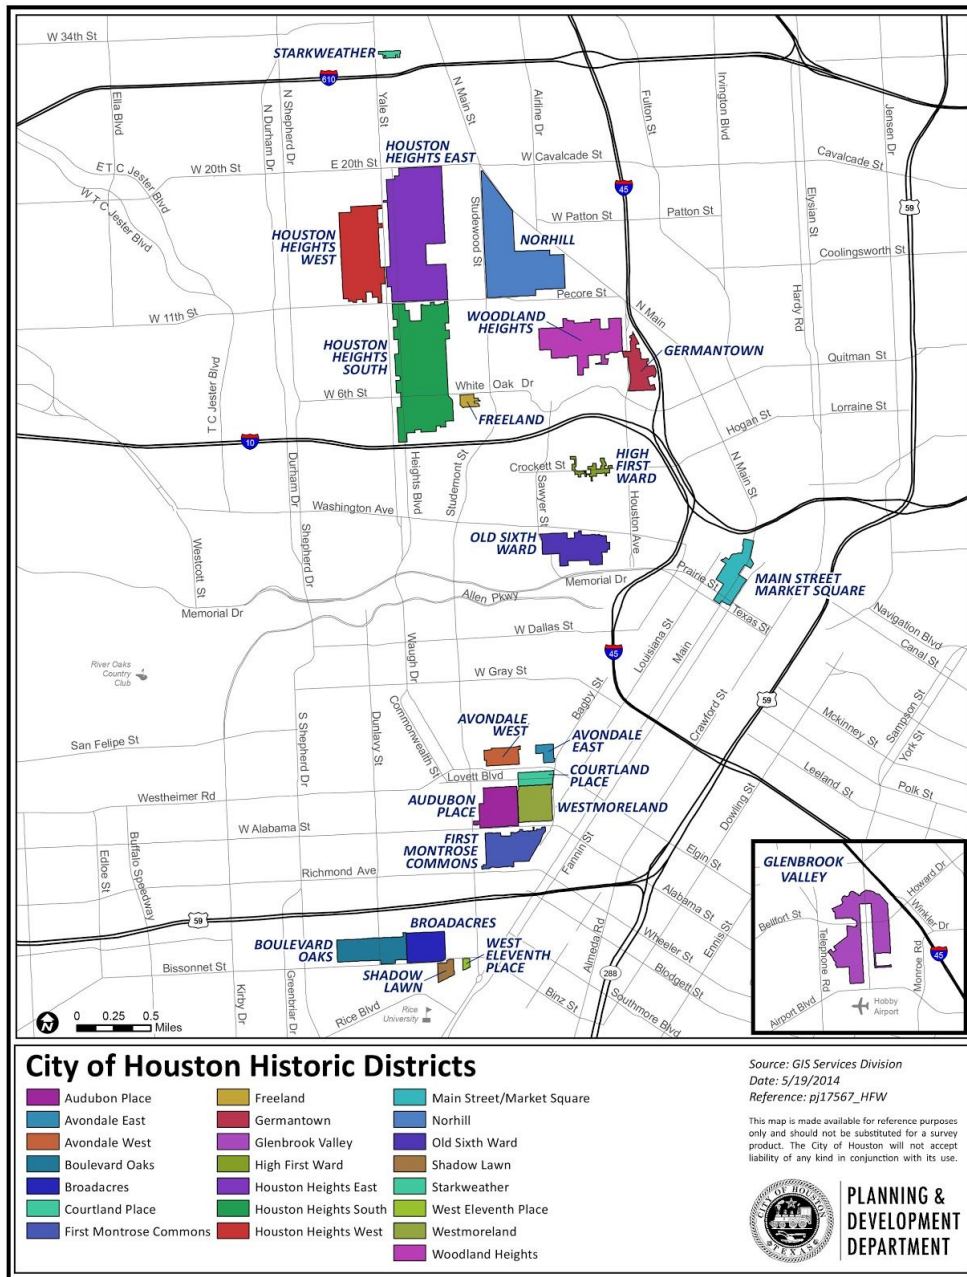 W 34th St
STARKWEATHER
610
Ella Blvd
N Durham Dr
N Shepherd Dr
Yale St
N Main St
Airline Dr
Fulton St
Irvington Blvd
Jensen Dr
HOUSTON
HEIGHTS EAST
W Cavalcade St
Cavalcade St
E T C Jester Blvd
W 20th St
E 20th St
W T C Jester Blvd
45
59
Studewood St
W Patton St
Patton St
Elysian St
HOUSTON
HEIGHTS
WEST
NORHILL
Coolingsworth St
Pecore St
Hardy Rd
W 11th St
WOODLAND
HEIGHTS
N Main
HOUSTON
HEIGHTS
SOUTH
GERMANTOWN
Quitman St
T C Jester Blvd
W 6th St
White Oak Dr
FREELAND
Lorraine St
Hogan St
10
Durham Dr
Heights Blvd
Studemont St
Crockett St
HIGH
FIRST
WARD
N Main St
Sawyer St
Houston Ave
Washington Ave
Westcott St
Shepherd Dr
OLD SIXTH
WARD
Memorial Dr
Prairie St
MAIN STREET
MARKET SQUARE
Memorial Dr
Allen Pkwy
Texas St
W Dallas St
Navigation Blvd
Canal St
River Oaks
Country
Club
Waugh Dr
45
Louisiana St
Main
W Gray St
Bagby St
Crawford St
59
Sampson St
York St
San Felipe St
S Shepherd Dr
Dunlavy St
Commonwealth St
AVONDALE
WEST
AVONDALE
EAST
McKinney St
Leeland St
Polk St
Lovett Blvd
COURTLAND
PLACE
Westheimer Rd
AUDUBON
PLACE
WESTMORELAND
Dowling St
W Alabama St
Buffalo Speedway
Edloe St
FIRST
MONTROSE
COMMONS
Fannin St
Elgin St
Richmond Ave
Alabama St
GLENBROOK
VALLEY
Howard Dr
Winkler Dr
Bellfort St
Telephone Rd
Monroe Rd
45
Airport Blvd
Hobby
Airport
59
BROADACRES
BOULEVARD
OAKS
WEST
ELEVENTH
PLACE
Almeda Rd
Wheeler St
Ennis St
Bissonnet St
SHADOW
LAWN
288
Blodgett St
Kirby Dr
Greenbriar Dr
Rice Blvd
Rice
University
Binz St
Southmore Blvd
N
0 0.25 0.5
Miles
City of Houston Historic Districts
Audubon Place
Avondale East
Avondale West
Boulevard Oaks
Broadacres
Courtland Place
First Montrose Commons
Freeland
Germantown
Glenbrook Valley
High First Ward
Houston Heights East
Houston Heights South
Houston Heights West
Main Street/Market Square
Norhill
Old Sixth Ward
Shadow Lawn
Starkweather
West Eleventh Place
Westmoreland
Woodland Heights
Source: GIS Services Division
Date: 5/19/2014
Reference: pj17567_HFW
This map is made available for reference purposes
only and should not be substituted for a survey
product. The City of Houston will not accept
liability of any kind in conjunction with its use.
CITY OF HOUSTON
TEXAS
PLANNING &
DEVELOPMENT
DEPARTMENT